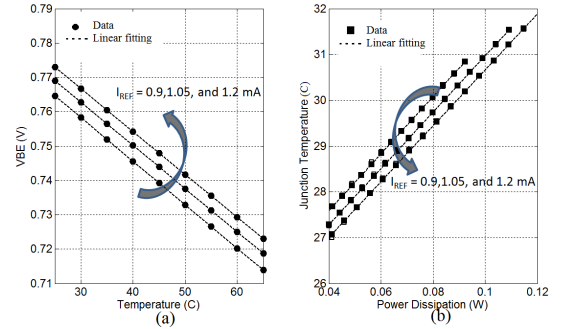 0.79
0.78
0.77
0.76
0.75
0.74
0.73
0.72
0.71
VBE (V)
Data
Linear fitting
IREF = 0.9,1.05, and 1.2 mA
30 40 50 60
Temperature (C)
(a)
32
31
30
29
28
27
26
Junction Temperature (C)
Data
Linear fitting
IREF = 0.9,1.05, and 1.2 mA
0.04 0.06 0.08 0.10 0.12
Power Dissipation (W)
(b)